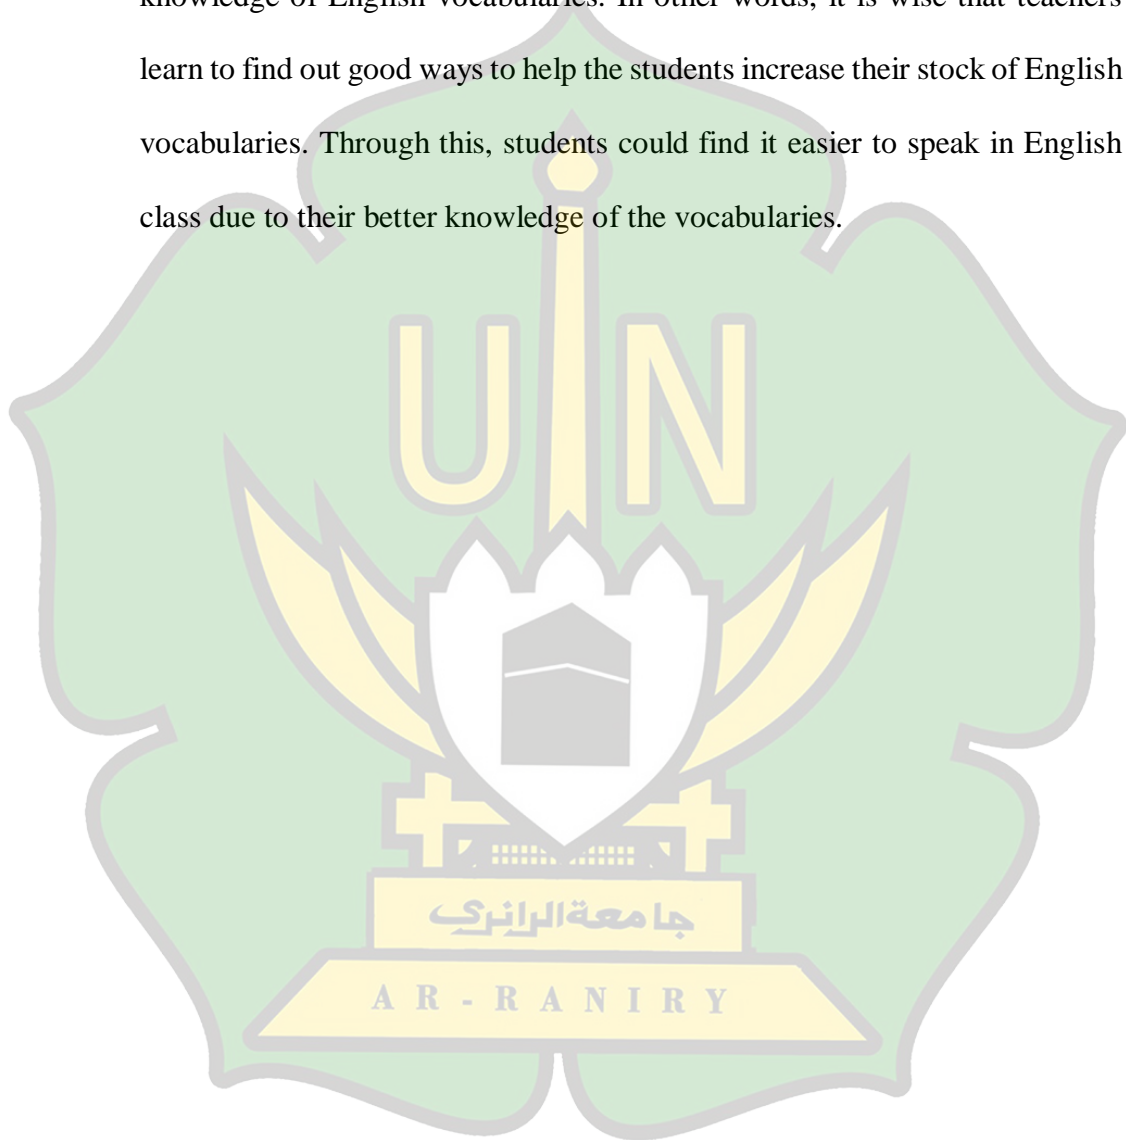 knowledge of English vocabularies. In other words, it is wise that teachers
learn to find out good ways to help the students increase their stock of English
vocabularies. Through this, students could find it easier to speak in English
class due to their better knowledge of the vocabularies.
UIN
جامعةالرانري
AR-RANIRY